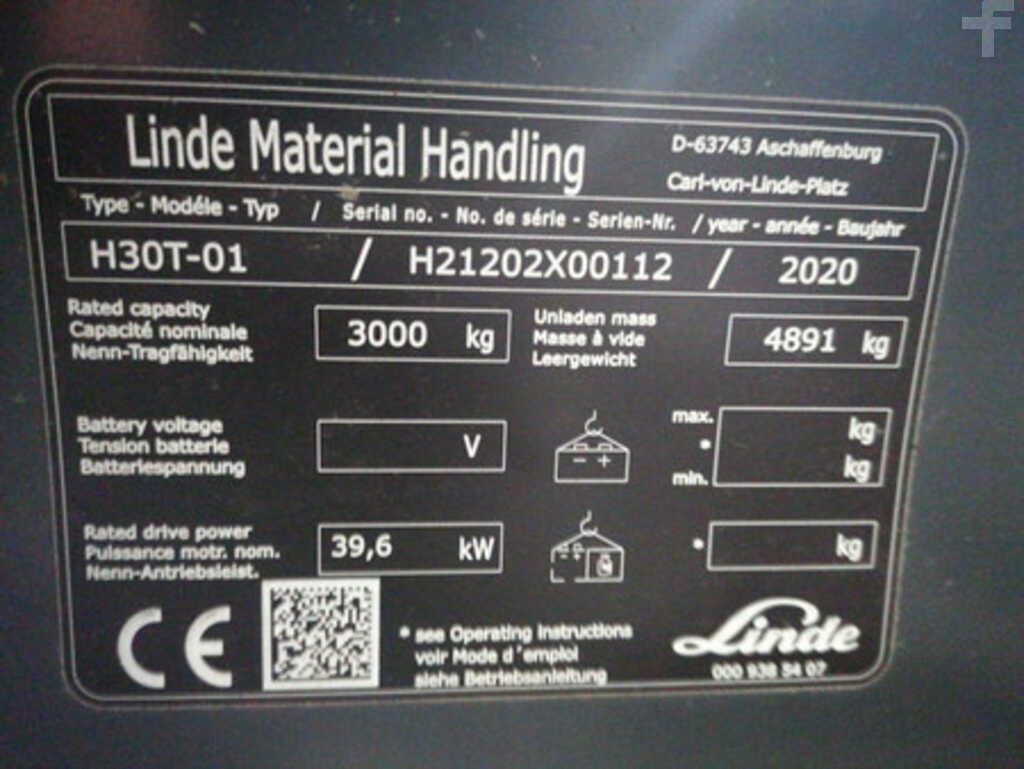 Linde Material Handling
D-63743 Aschaffenburg
Carl-von-Linde-Platz
Type - Modéle - Typ / Serial no. - No. de série - Serien-Nr. / year - année - Baujahr
H30T-01 / H21202X00112 / 2020
Rated capacity
Capacité nominale
Nenn-Tragfähigkeit
3000 kg
Unladen mass
Masse à vide
Leergewicht
4891 kg
Battery voltage
Tension batterie
Batteriespannung
V
- +
max.
*
min.
kg
kg
Rated drive power
Puissance motr. nom.
Nenn-Antriebsleist.
39,6 kW
- +
* kg
CE
* see Operating Instructions
voir Mode d'emploi
siehe Betriebsanleitung
Linde
000 938 54 07
f